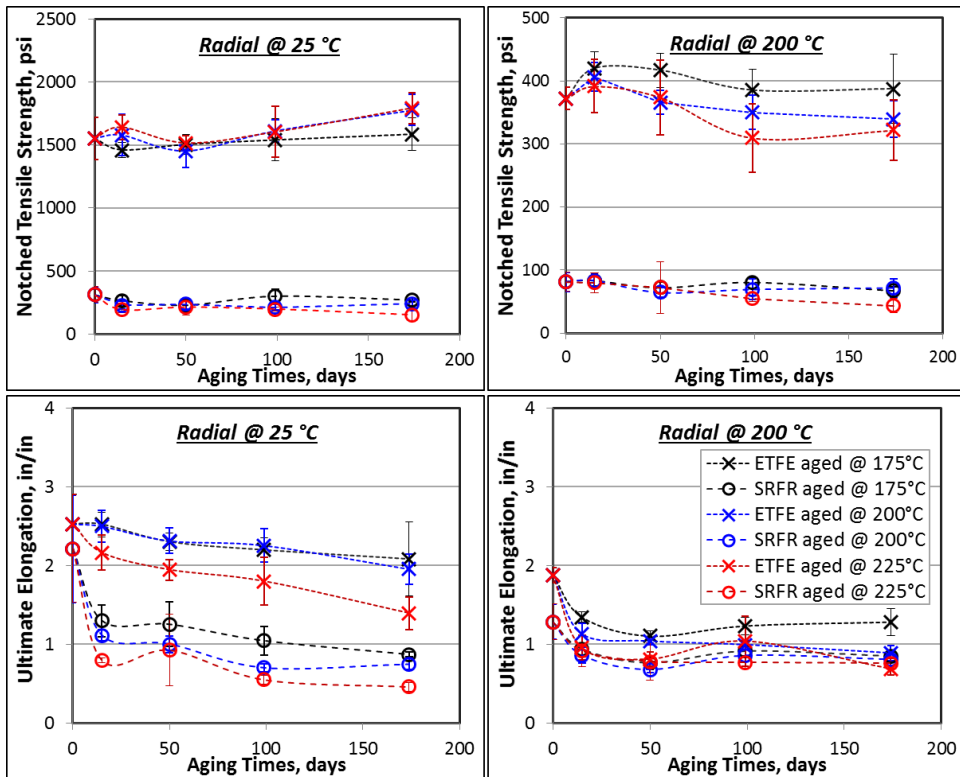 Radial @ 25 °C
Notched Tensile Strength, psi
2500
2000
1500
1000
500
0
0 50 100 150 200
Aging Times, days
Radial @ 200 °C
Notched Tensile Strength, psi
500
400
300
200
100
0
0 50 100 150 200
Aging Times, days
Radial @ 25 °C
Ultimate Elongation, in/in
4
3
2
1
0
0 50 100 150 200
Aging Times, days
Radial @ 200 °C
Ultimate Elongation, in/in
4
3
2
1
0
0 50 100 150 200
Aging Times, days
ETFE aged @ 175°C
SRFR aged @ 175°C
ETFE aged @ 200°C
SRFR aged @ 200°C
ETFE aged @ 225°C
SRFR aged @ 225°C